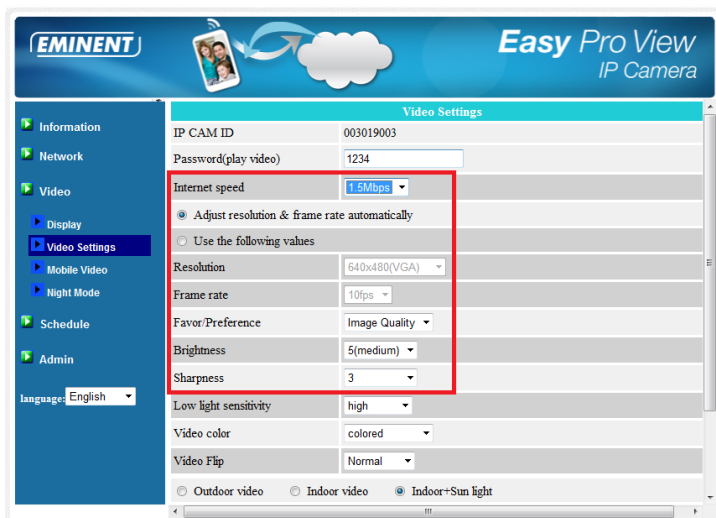 EMINENT
Easy Pro View
IP Camera
Information
Network
Video
Display
Video Settings
Mobile Video
Night Mode
Schedule
Admin
language: English
Video Settings
IP CAM ID 003019003
Password(play video) 1234
Internet speed 1.5Mbps
Adjust resolution & frame rate automatically
Use the following values
Resolution 640x480(VGA)
Frame rate 10fps
Favor/Preference Image Quality
Brightness 5(medium)
Sharpness 3
Low light sensitivity high
Video color colored
Video Flip Normal
Outdoor video Indoor video Indoor+Sun light